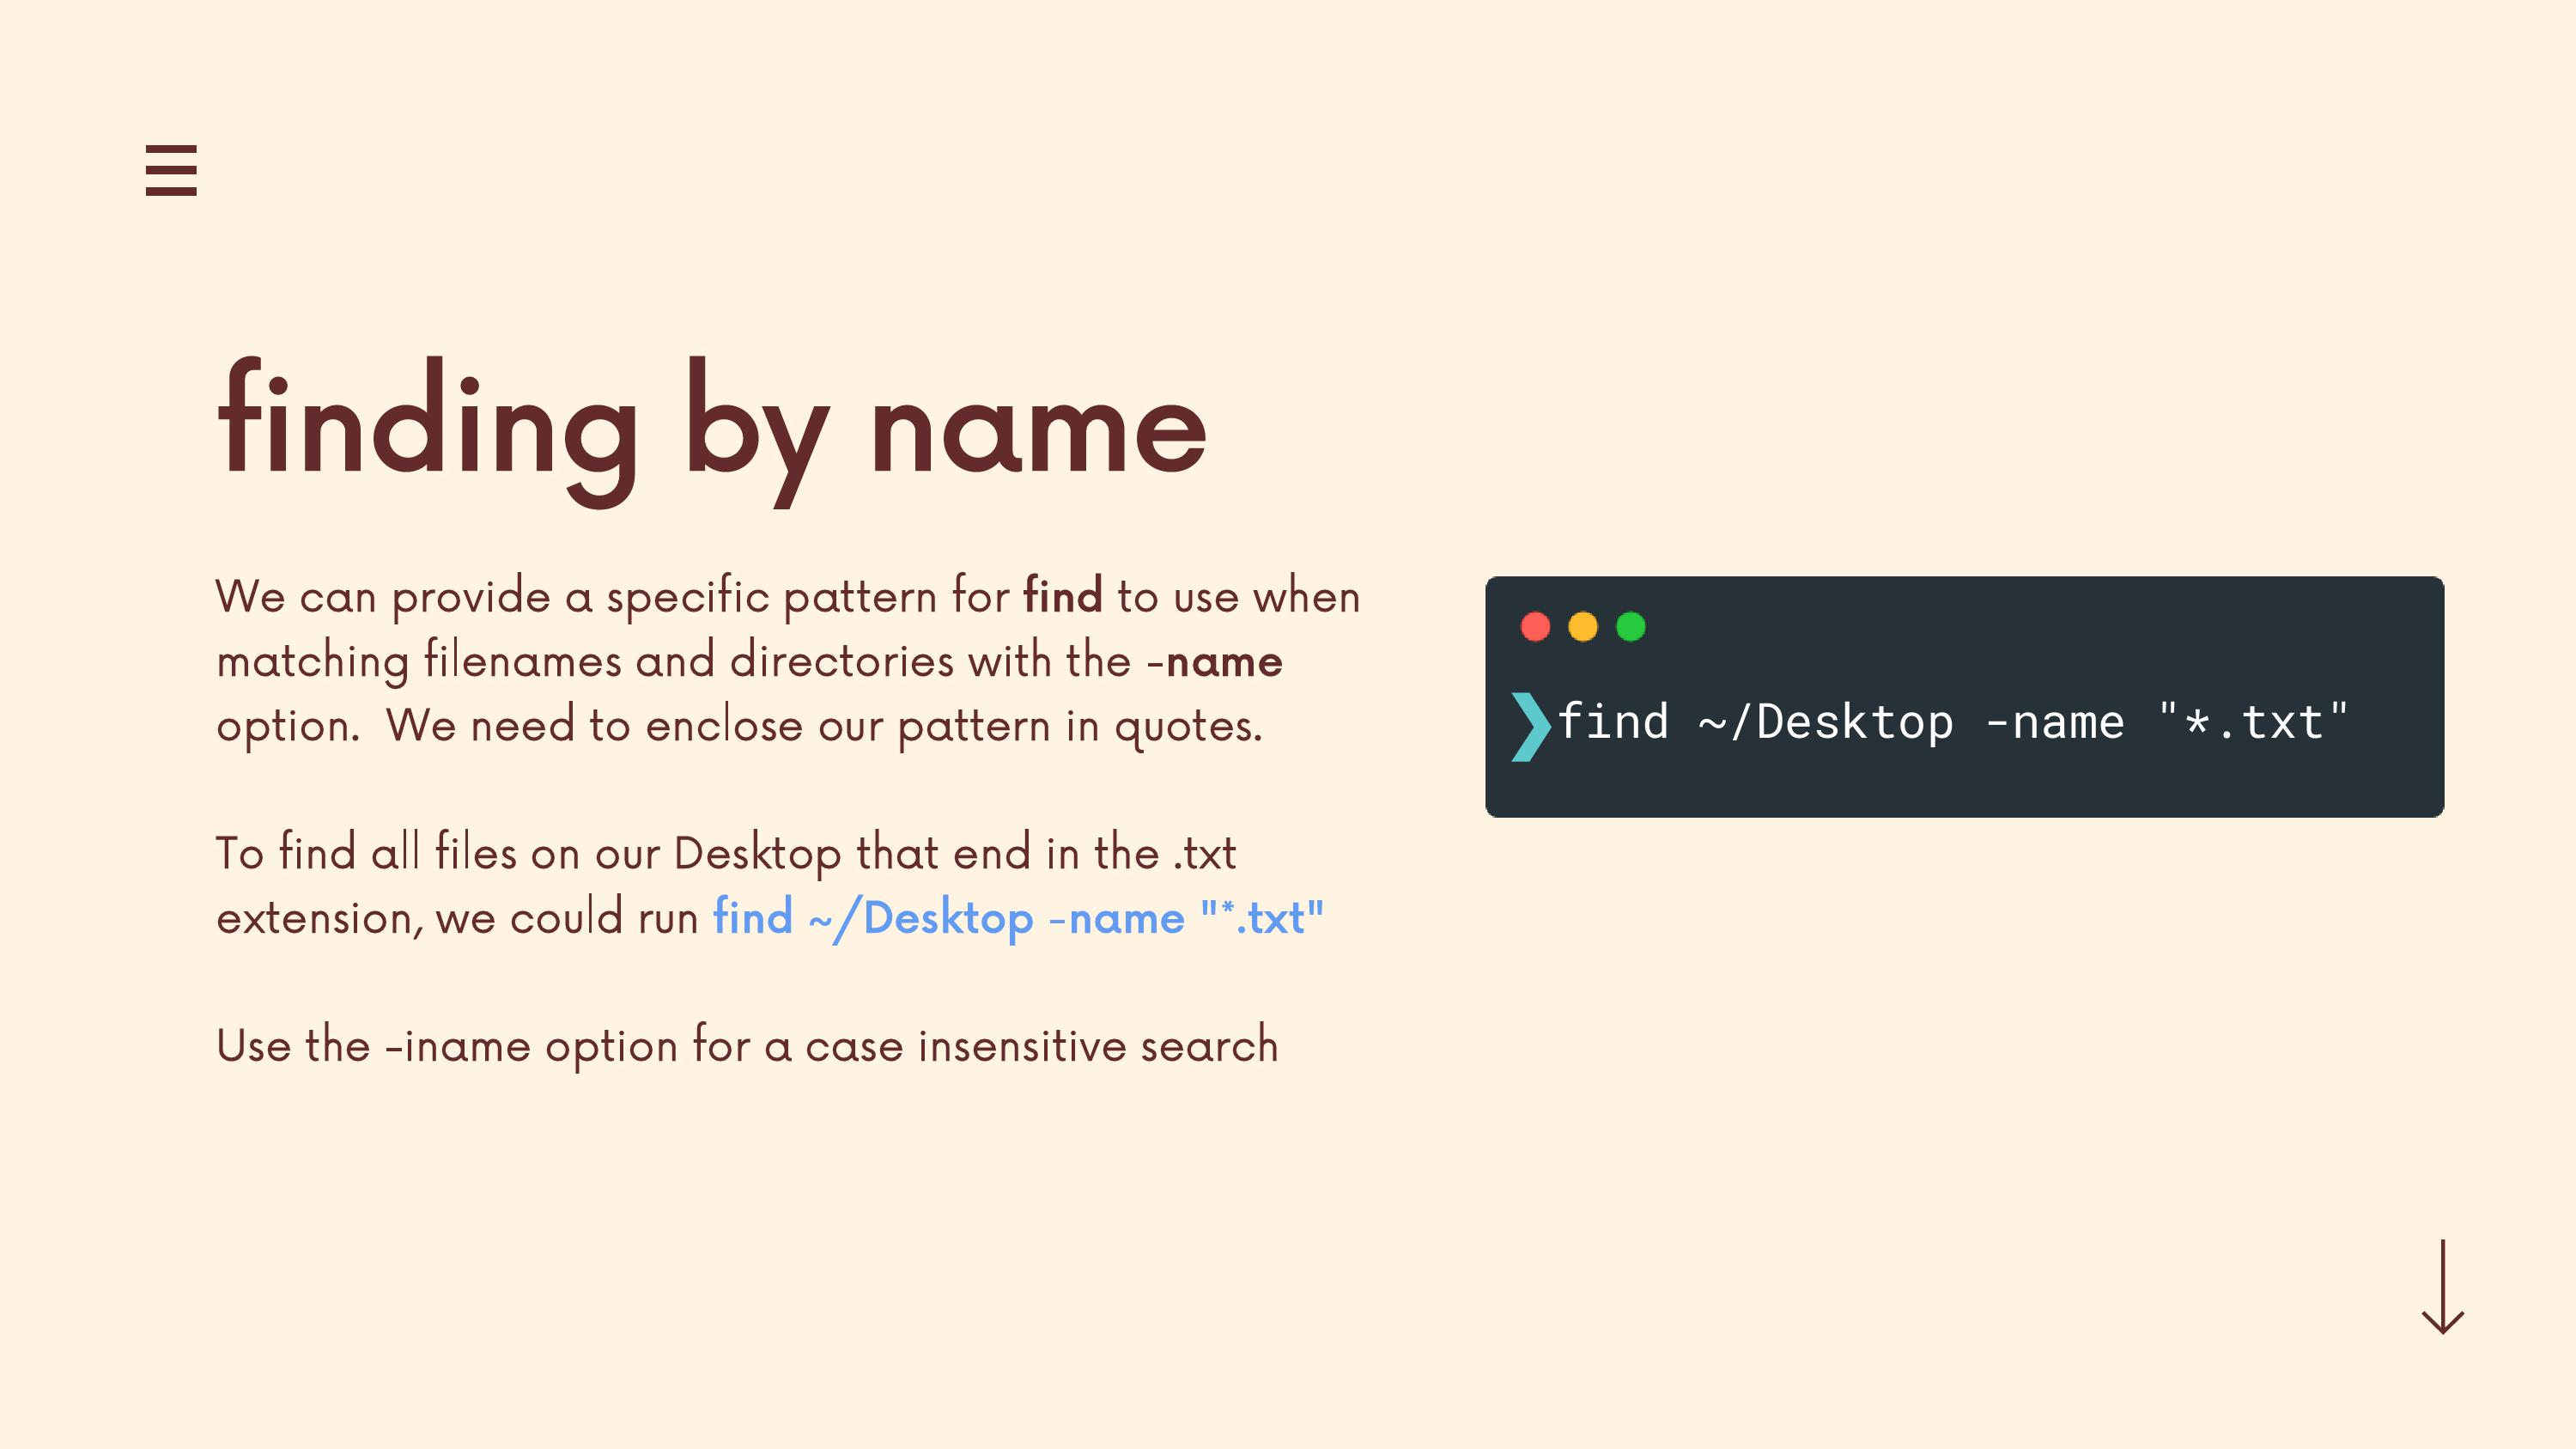 finding by name
We can provide a specific pattern for find to use when
matching filenames and directories with the -name
option.  We need to enclose our pattern in quotes.
To find all files on our Desktop that end in the .txt
extension, we could run find ~/Desktop -name "*.txt"
Use the -iname option for a case insensitive search
❯find ~/Desktop -name "*.txt"